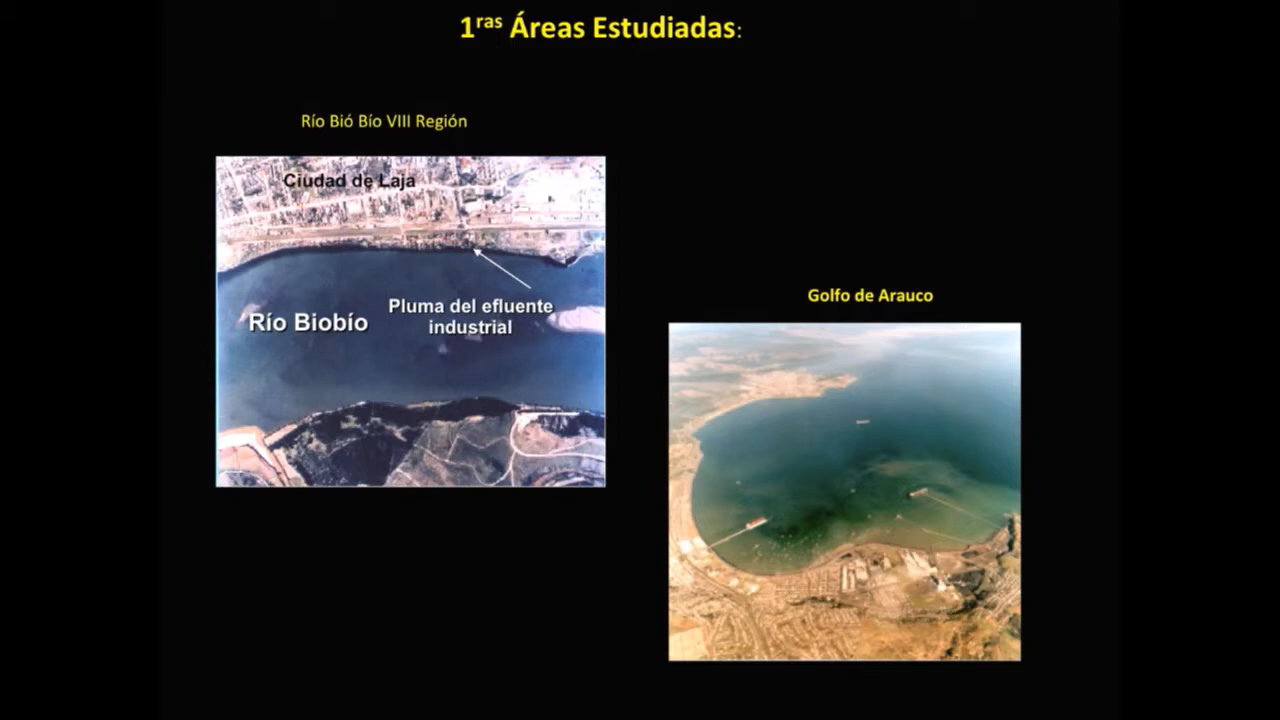 1ras Áreas Estudiadas:
Río Bió Bío VIII Región
Ciudad de Laja
Pluma del efluente
industrial
Río Biobío
Golfo de Arauco